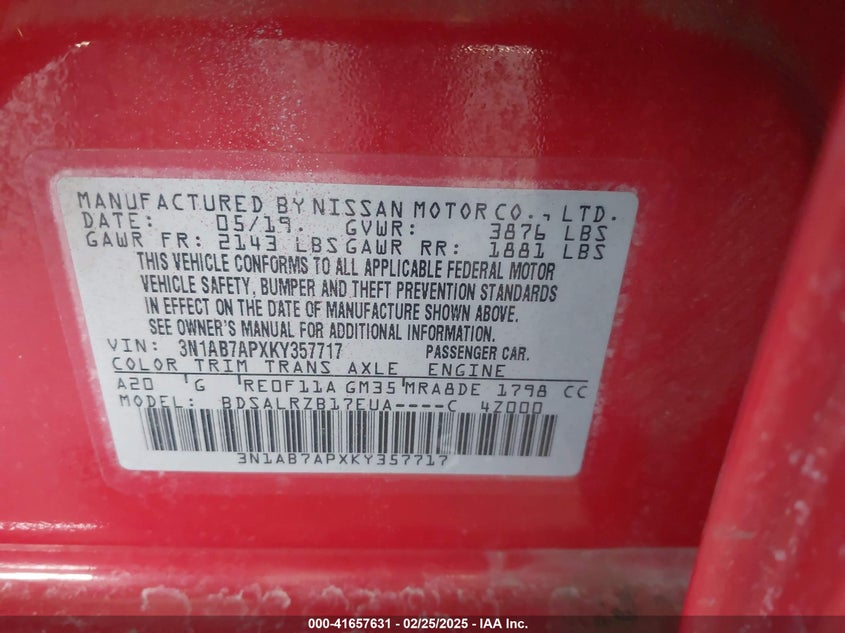 MANUFACTURED BY NISSAN MOTOR CO., LTD.
DATE: 05/19. GVWR: 3876 LBS
GAWR FR: 2143 LBS GAWR RR: 1881 LBS
THIS VEHICLE CONFORMS TO ALL APPLICABLE FEDERAL MOTOR
VEHICLE SAFETY, BUMPER AND THEFT PREVENTION STANDARDS
IN EFFECT ON THE DATE OF MANUFACTURE SHOWN ABOVE.
SEE OWNER'S MANUAL FOR ADDITIONAL INFORMATION.
VIN: 3N1AB7APXKY357717 PASSENGER CAR.
COLOR TRIM TRANS AXLE ENGINE
A20 G RE0F11A GM35 MRA8DE 1798 CC
MODEL: BDSALRZB17EUA----C 4Z000
3N1AB7APXKY357717
000-41657631 - 02/25/2025 - IAA Inc.